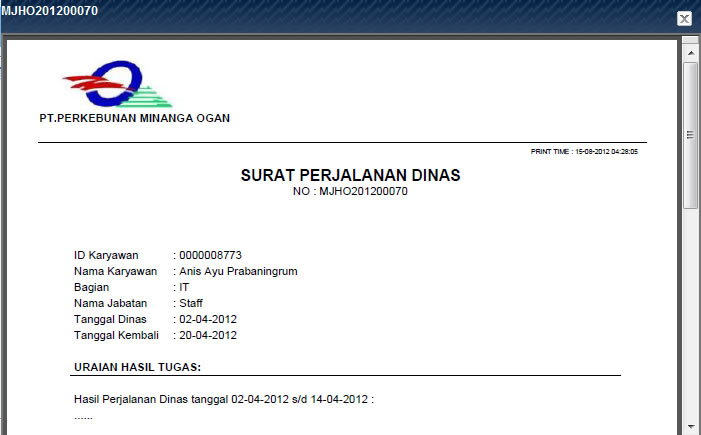 MJHO201200070
PT.PERKEBUNAN MINANGA OGAN
PRINT TIME : 15-08-2012 04:28:05
SURAT PERJALANAN DINAS
NO : MJHO201200070
ID Karyawan : 0000008773
Nama Karyawan : Anis Ayu Prabaningrum
Bagian : IT
Nama Jabatan : Staff
Tanggal Dinas : 02-04-2012
Tanggal Kembali : 20-04-2012
URAIAN HASIL TUGAS:
Hasil Perjalanan Dinas tanggal 02-04-2012 s/d 14-04-2012 :
......